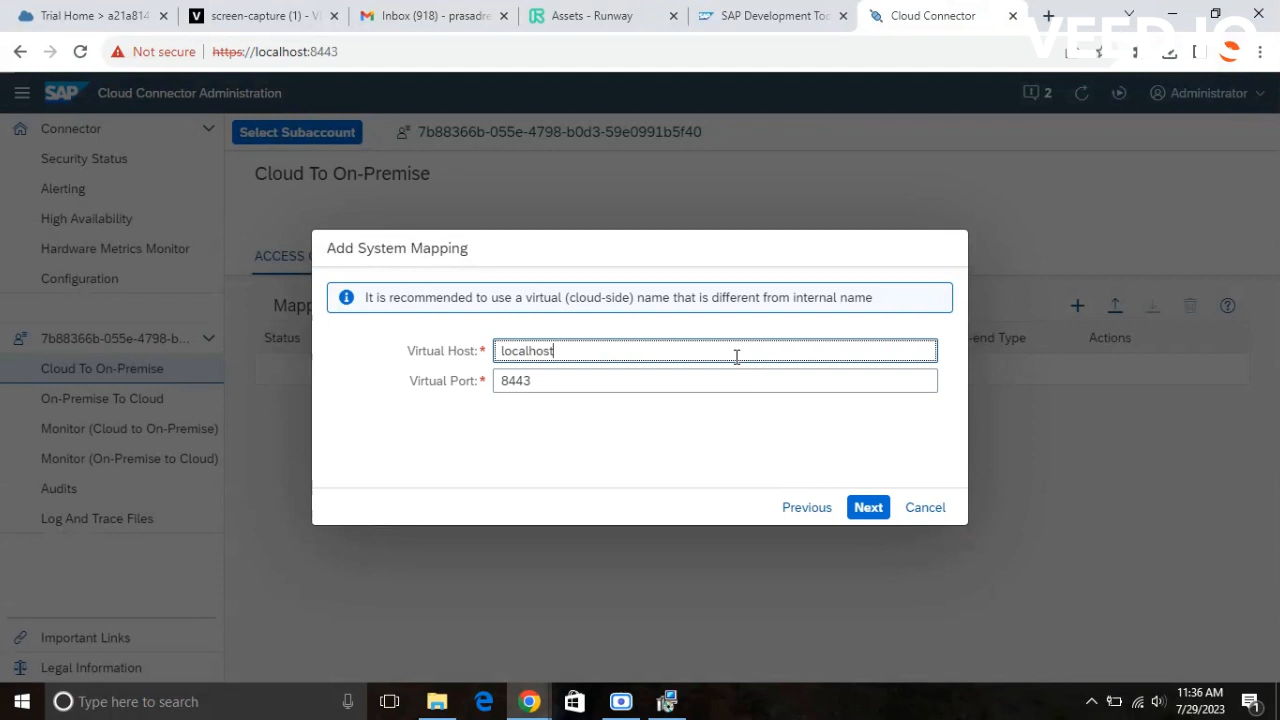 Trial Home > a21a814
screen-capture (1) - V
Inbox (918) - prasadre
Assets - Runway
SAP Development Too
Cloud Connector
Not secure
https://localhost:8443
VEED.IO
SAP
Cloud Connector Administration
2
Administrator
Connector
Security Status
Alerting
High Availability
Hardware Metrics Monitor
Configuration
7b88366b-055e-4798-b...
Cloud To On-Premise
On-Premise To Cloud
Monitor (Cloud to On-Premise)
Monitor (On-Premise to Cloud)
Audits
Log And Trace Files
Important Links
Legal Information
Select Subaccount
7b88366b-055e-4798-b0d3-59e0991b5f40
Cloud To On-Premise
ACCESS
Mapp
Status
-end Type
Actions
Add System Mapping
It is recommended to use a virtual (cloud-side) name that is different from internal name
Virtual Host:* localhost
Virtual Port:* 8443
Previous
Next
Cancel
Type here to search
11:36 AM
7/29/2023
1